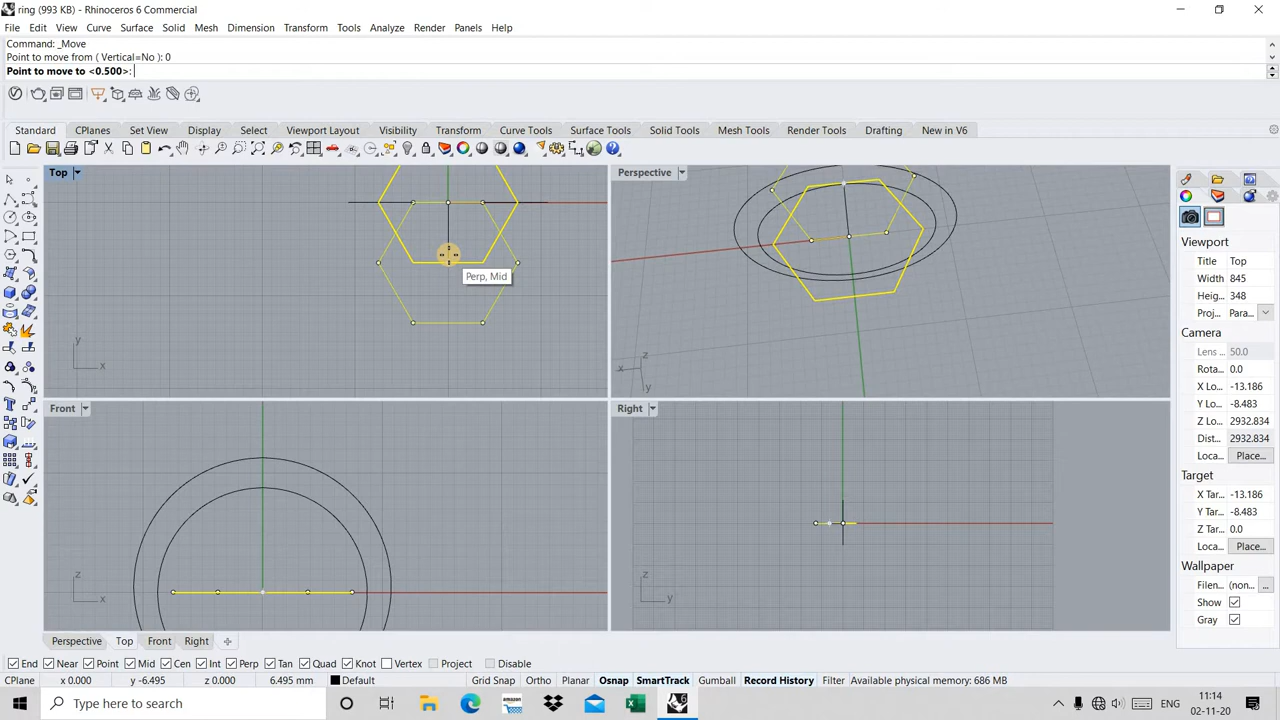 ring (993 KB) - Rhinoceros 6 Commercial
File Edit View Curve Surface Solid Mesh Dimension Transform Tools Analyze Render Panels Help
Command: _Move
Point to move from ( Vertical=No ): 0
Point to move to <0.500>:
Standard CPlanes Set View Display Select Viewport Layout Visibility Transform Curve Tools Surface Tools Solid Tools Mesh Tools Render Tools Drafting New in V6
Top
Perspective
Perp, Mid
y
x
z
x
y
Front
Right
z
x
z
y
Viewport
Title Top
Width 845
Heig... 348
Proj... Para...
Camera
Lens ... 50.0
Rota... 0.0
X Lo... -13.186
Y Lo... -8.483
Z Lo... 2932.834
Dist... 2932.834
Loca... Place...
Target
X Tar... -13.186
Y Tar... -8.483
Z Tar... 0.0
Loca... Place...
Wallpaper
Filen... (non... ...
Show
Gray
Perspective Top Front Right
End Near Point Mid Cen Int Perp Tan Quad Knot Vertex Project Disable
CPlane x 0.000 y -6.495 z 0.000 6.495 mm Default Grid Snap Ortho Planar Osnap SmartTrack Gumball Record History Filter Available physical memory: 686 MB
Type here to search
amazon
ENG
11:14
02-11-20